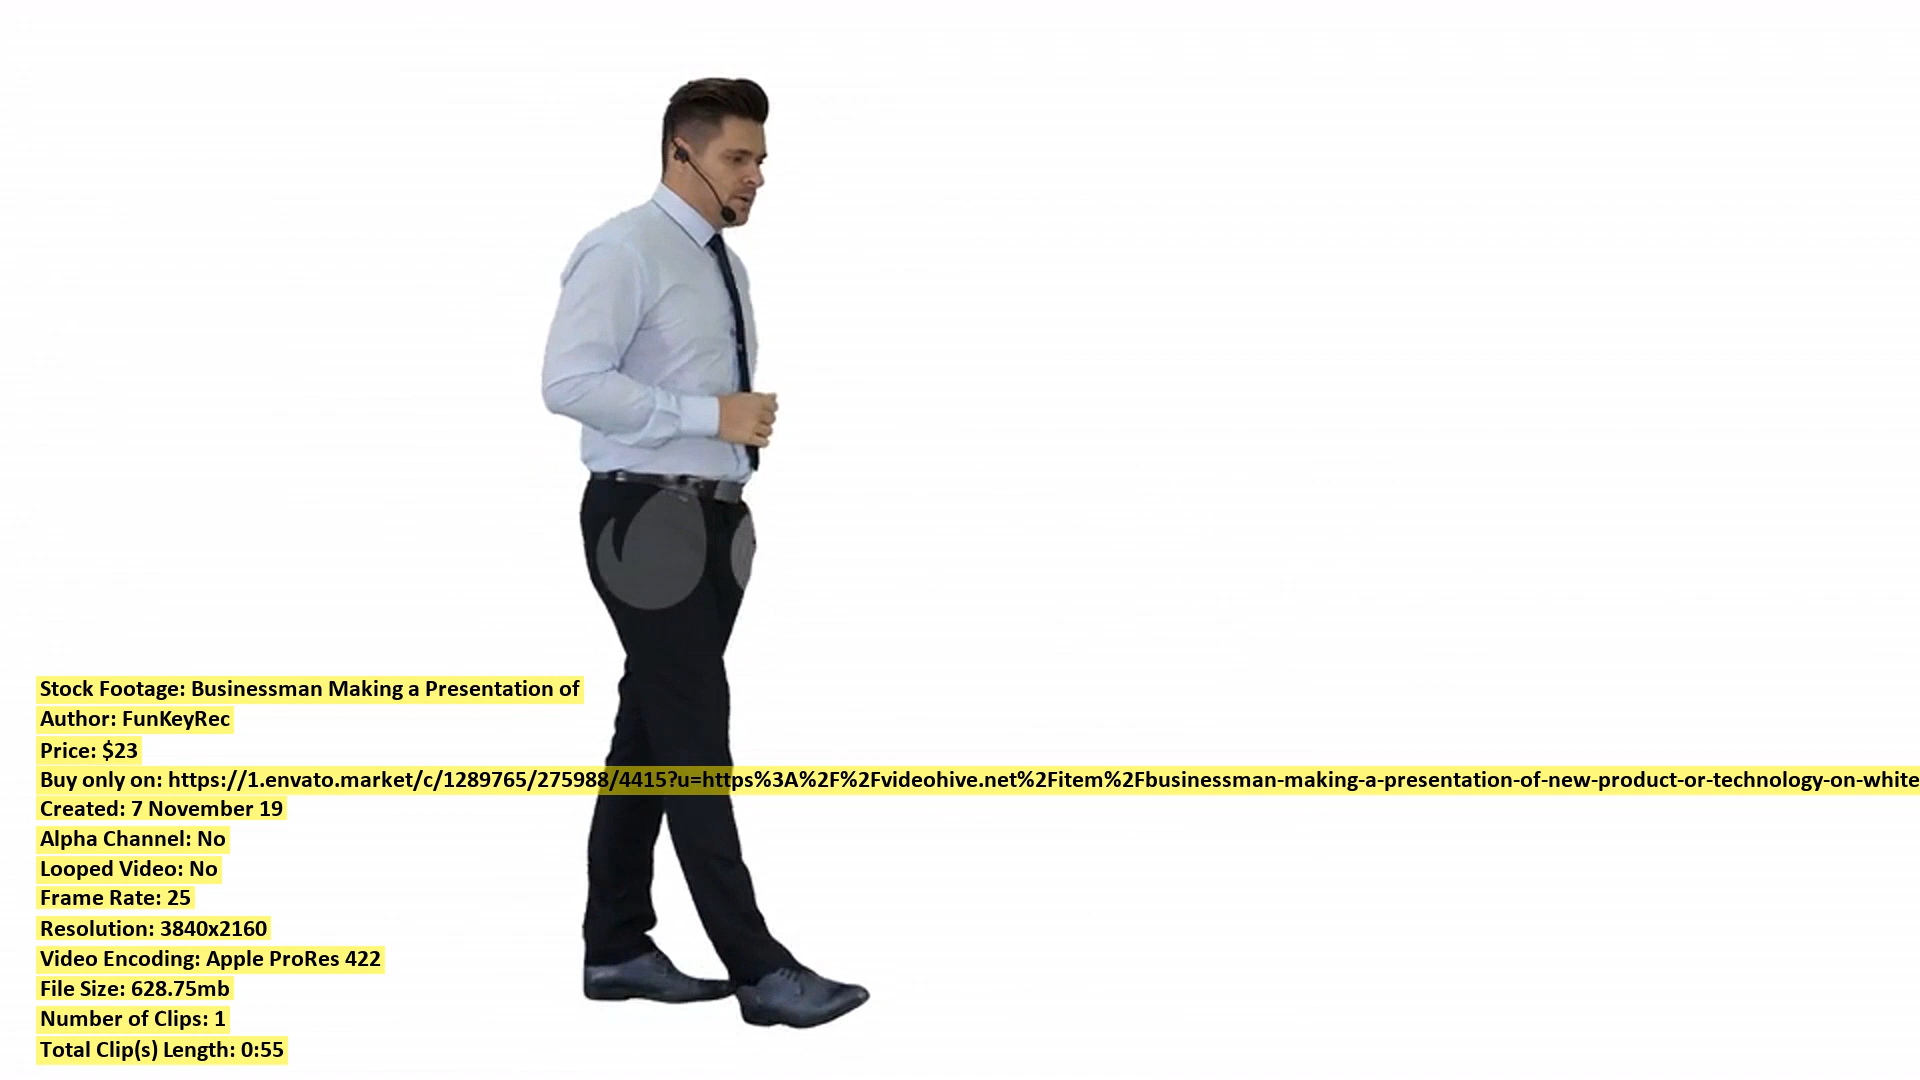 Stock Footage: Businessman Making a Presentation of
Author: FunKeyRec
Price: $23
Buy only on: https://1.envato.market/c/1289765/275988/4415?u=https%3A%2F%2Fvideohive.net%2Fitem%2Fbusinessman-making-a-presentation-of-new-product-or-technology-on-white
Created: 7 November 19
Alpha Channel: No
Looped Video: No
Frame Rate: 25
Resolution: 3840x2160
Video Encoding: Apple ProRes 422
File Size: 628.75mb
Number of Clips: 1
Total Clip(s) Length: 0:55